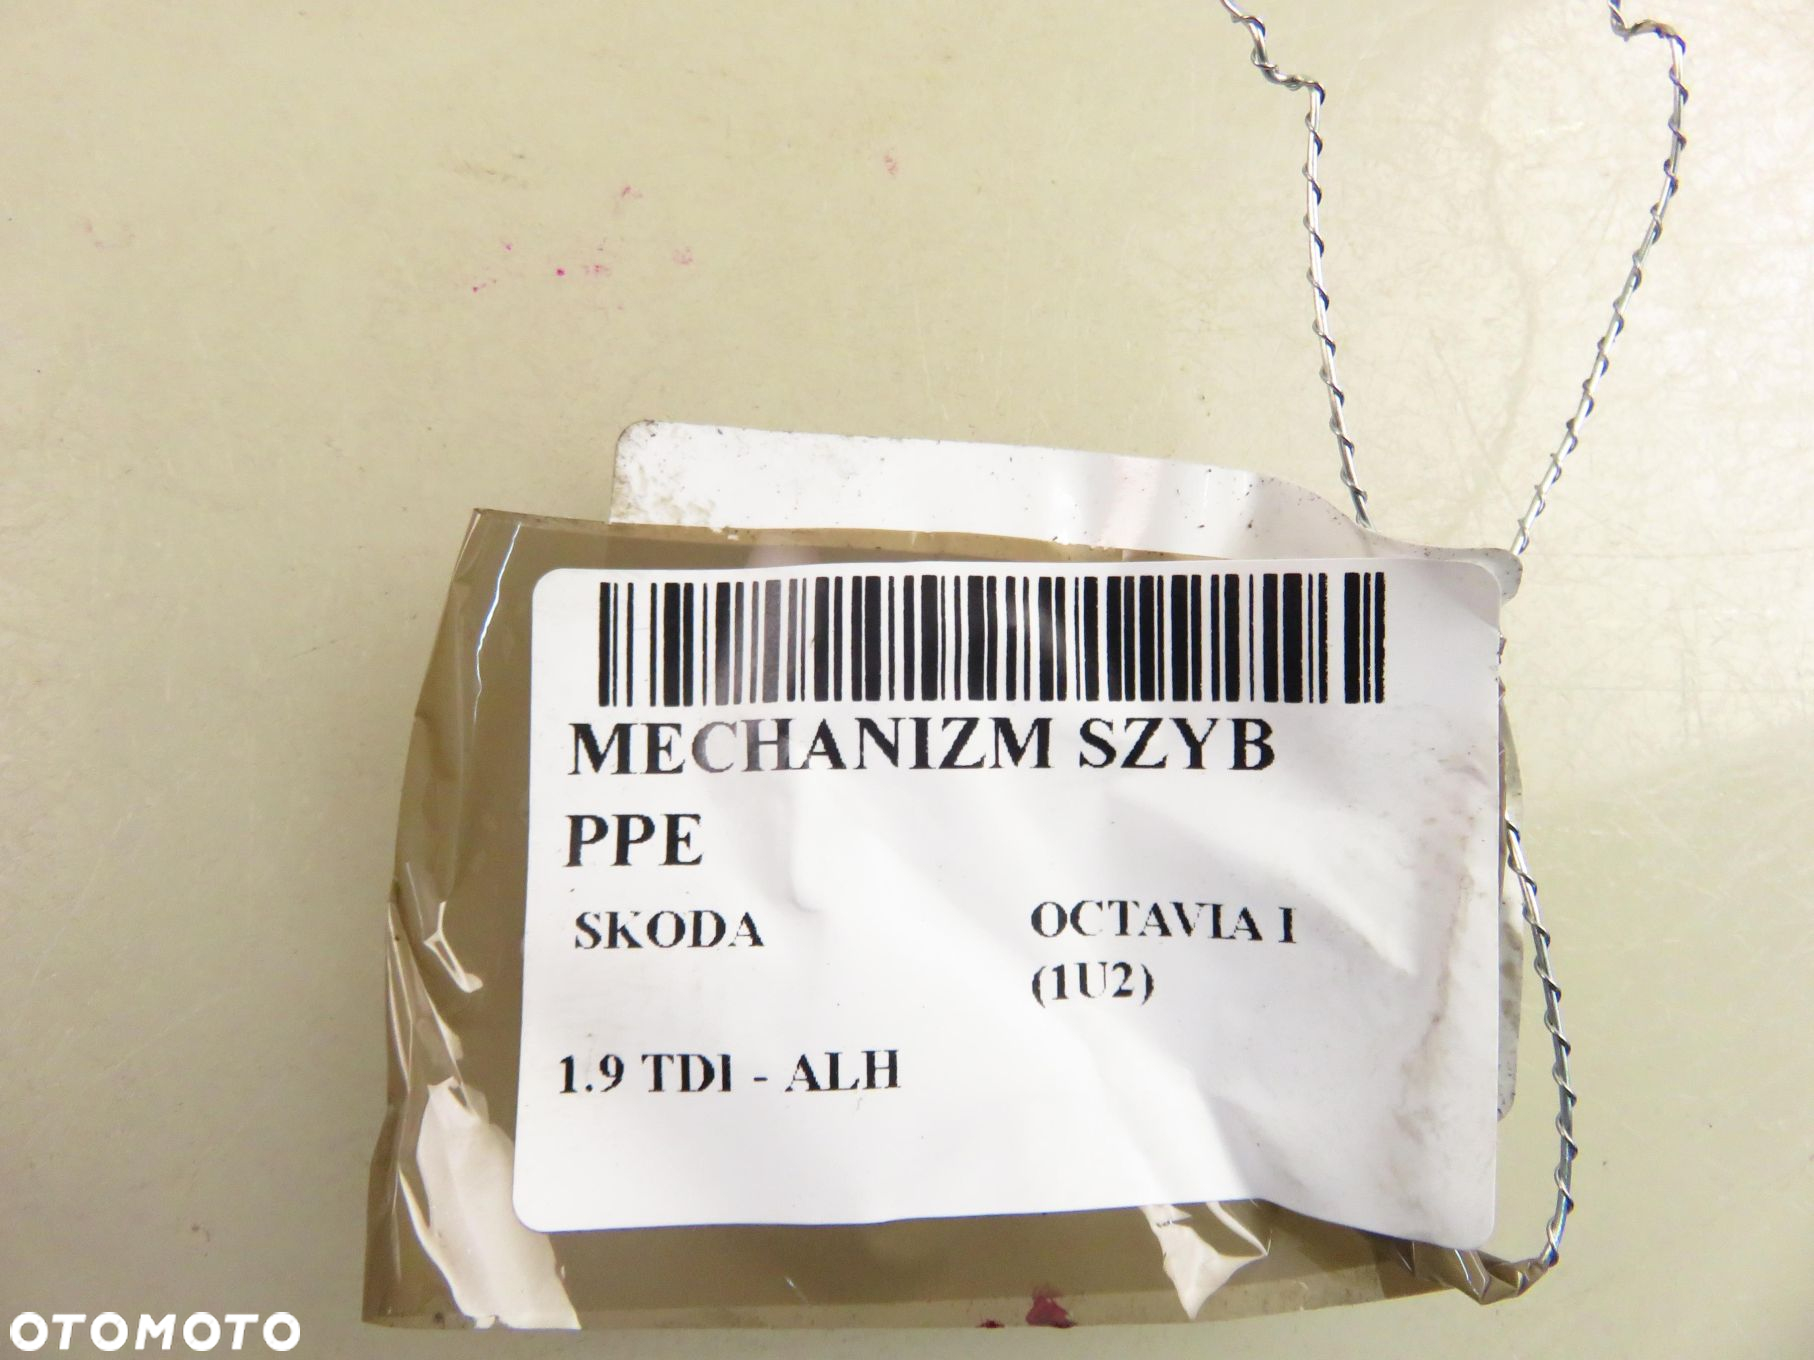 MECHANIZM SZYB
PPE
SKODA
OCTAVIA I
(1U2)
1.9 TDI - ALH
OTOMOTO